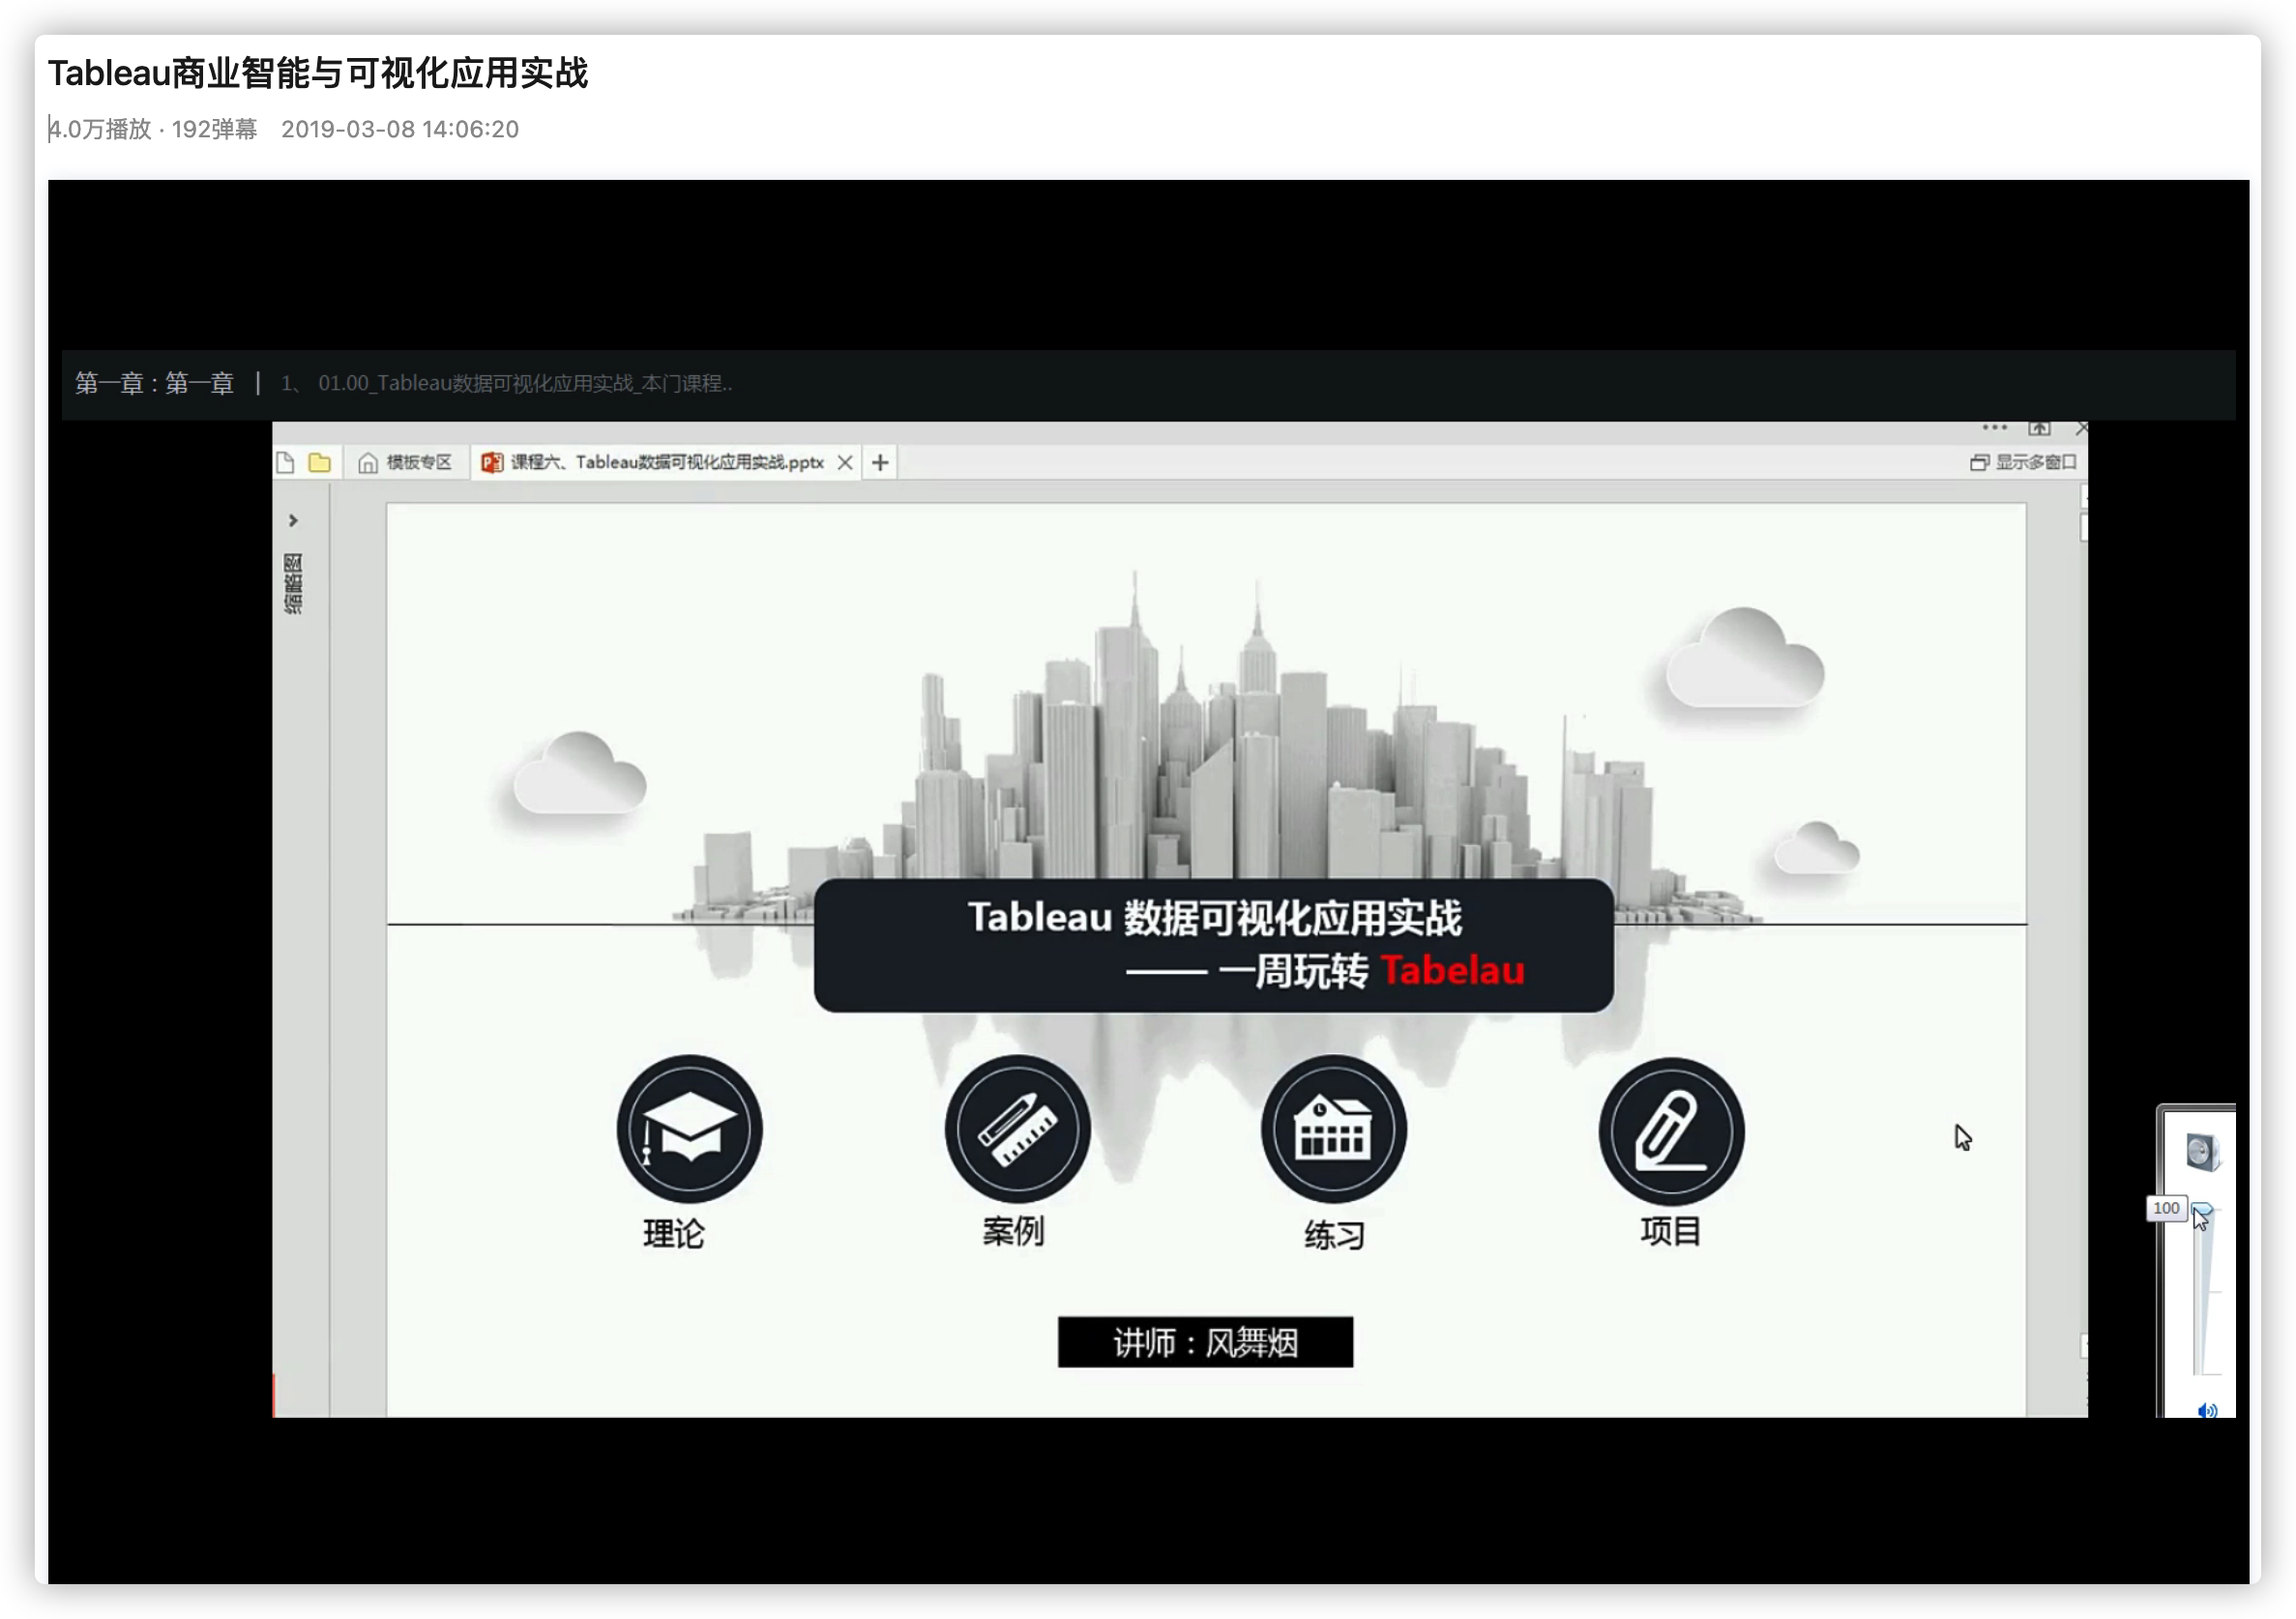 Tableau商业智能与可视化应用实战
4.0万播放 · 192弹幕 2019-03-08 14:06:20
第一章 : 第一章 | 1、 01.00_Tableau数据可视化应用实战_本门课程..
模板专区 课程六、Tableau数据可视化应用实战.pptx 显示多窗口
缩略图
Tableau 数据可视化应用实战
—— 一周玩转 Tabelau
理论 案例 练习 项目
100
讲师：风舞烟